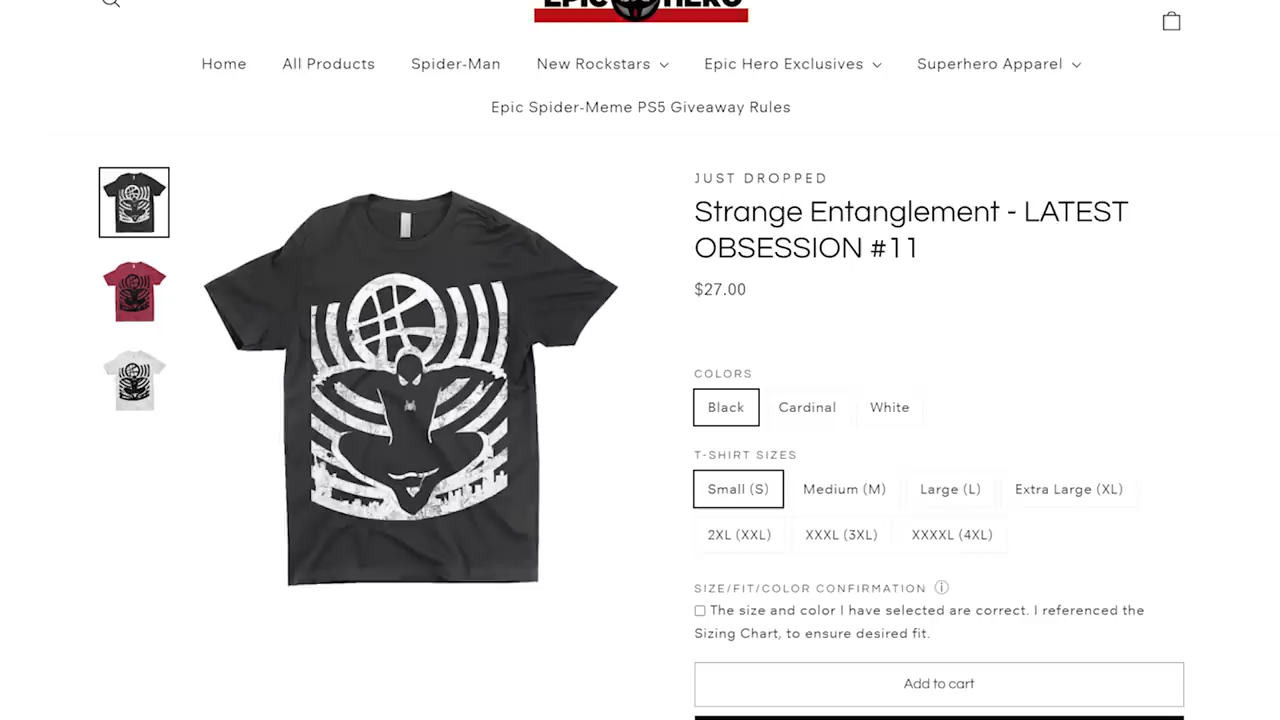 EPIC HERO
Home All Products Spider-Man New Rockstars Epic Hero Exclusives Superhero Apparel
Epic Spider-Meme PS5 Giveaway Rules
JUST DROPPED
Strange Entanglement - LATEST
OBSESSION #11
$27.00
COLORS
Black Cardinal White
T-SHIRT SIZES
Small (S) Medium (M) Large (L) Extra Large (XL)
2XL (XXL) XXXL (3XL) XXXXL (4XL)
SIZE/FIT/COLOR CONFIRMATION
The size and color I have selected are correct. I referenced the
Sizing Chart, to ensure desired fit.
Add to cart